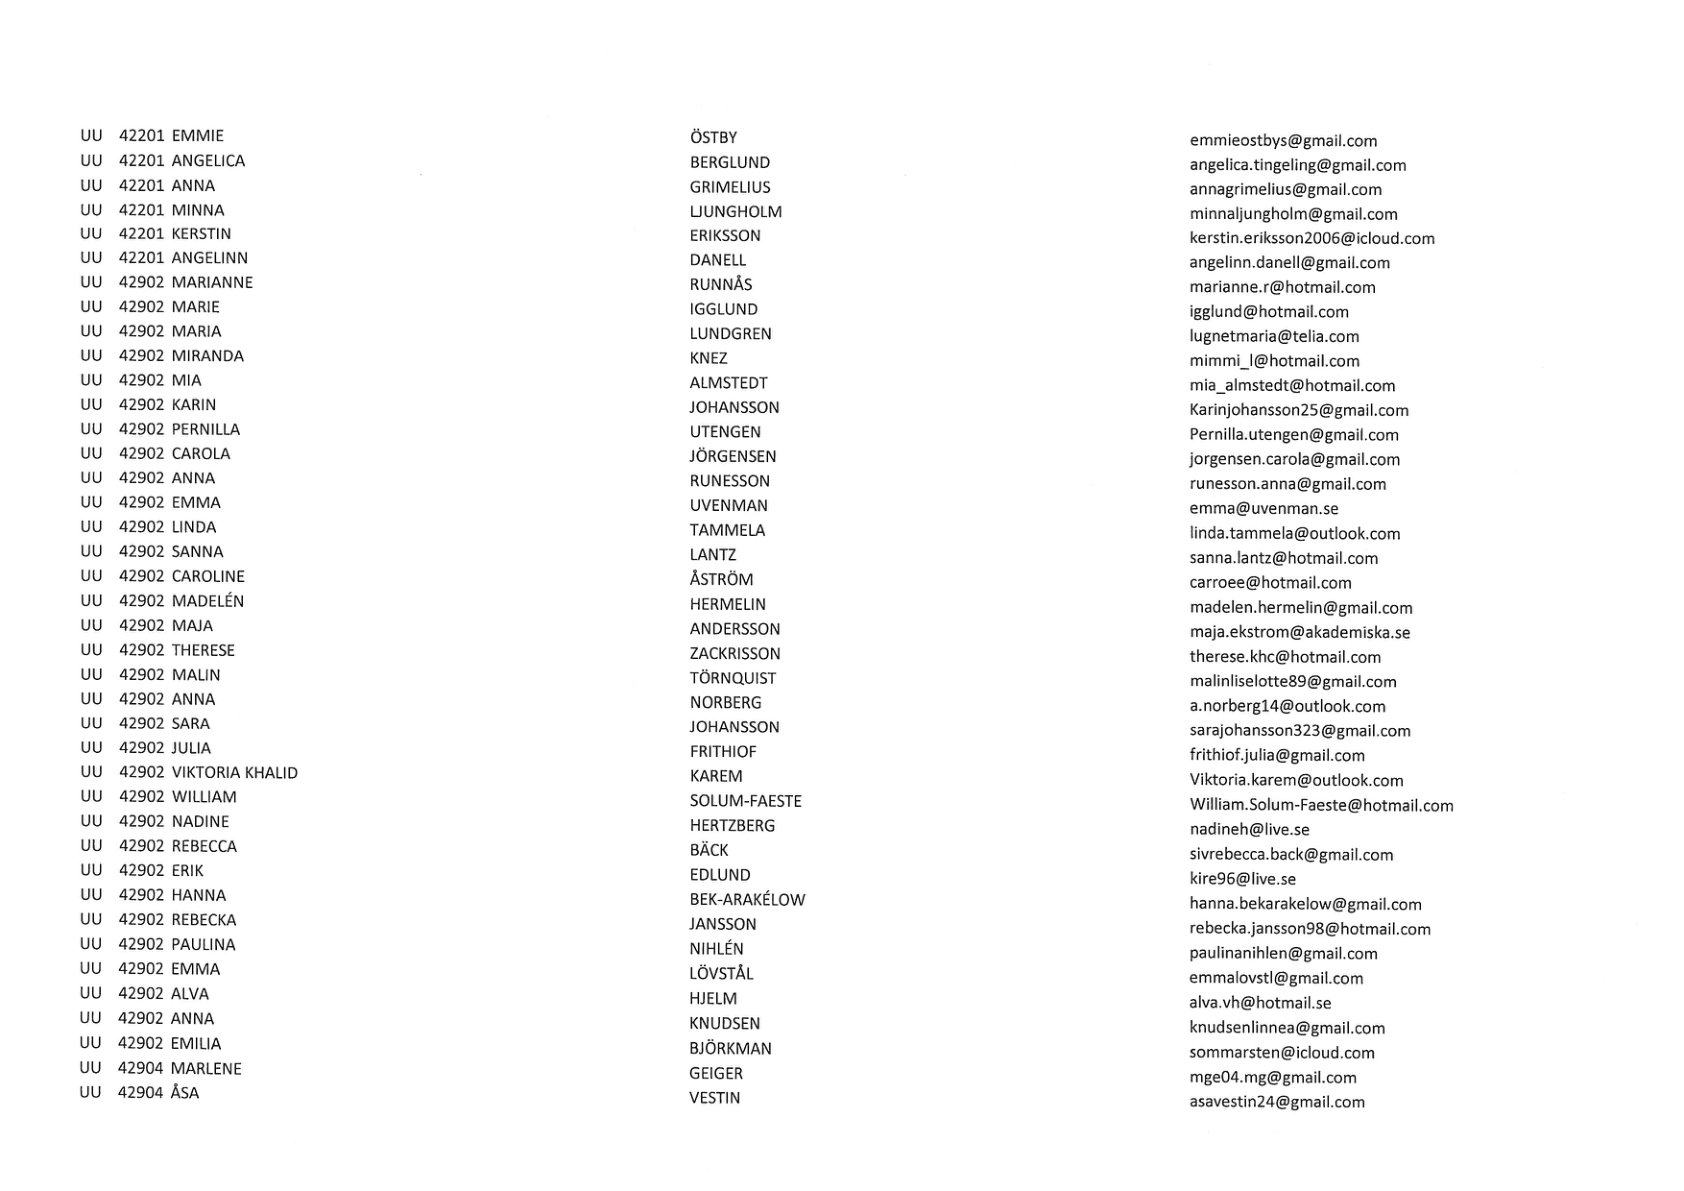 UU 42201 EMMIE ÖSTBY emmieostbys@gmail.com
UU 42201 ANGELICA BERGLUND angelica.tingeling@gmail.com
UU 42201 ANNA GRIMELIUS annagrimelius@gmail.com
UU 42201 MINNA LJUNGHOLM minnaljungholm@gmail.com
UU 42201 KERSTIN ERIKSSON kerstin.eriksson2006@icloud.com
UU 42201 ANGELINN DANELL angelinn.danell@gmail.com
UU 42902 MARIANNE RUNNÅS marianne.r@hotmail.com
UU 42902 MARIE IGGLUND igglund@hotmail.com
UU 42902 MARIA LUNDGREN lugnetmaria@telia.com
UU 42902 MIRANDA KNEZ mimmi_l@hotmail.com
UU 42902 MIA ALMSTEDT mia_almstedt@hotmail.com
UU 42902 KARIN JOHANSSON Karinjohansson25@gmail.com
UU 42902 PERNILLA UTENGEN Pernilla.utengen@gmail.com
UU 42902 CAROLA JÖRGENSEN jorgensen.carola@gmail.com
UU 42902 ANNA RUNESSON runesson.anna@gmail.com
UU 42902 EMMA UVENMAN emma@uvenman.se
UU 42902 LINDA TAMMELA linda.tammela@outlook.com
UU 42902 SANNA LANTZ sanna.lantz@hotmail.com
UU 42902 CAROLINE ÅSTRÖM carroee@hotmail.com
UU 42902 MADELÉN HERMELIN madelen.hermelin@gmail.com
UU 42902 MAJA ANDERSSON maja.ekstrom@akademiska.se
UU 42902 THERESE ZACKRISSON therese.khc@hotmail.com
UU 42902 MALIN TÖRNQUIST malinliselotte89@gmail.com
UU 42902 ANNA NORBERG a.norberg14@outlook.com
UU 42902 SARA JOHANSSON sarajohansson323@gmail.com
UU 42902 JULIA FRITHIOF frithiof.julia@gmail.com
UU 42902 VIKTORIA KHALID KAREM Viktoria.karem@outlook.com
UU 42902 WILLIAM SOLUM-FAESTE William.Solum-Faeste@hotmail.com
UU 42902 NADINE HERTZBERG nadineh@live.se
UU 42902 REBECCA BÄCK sivrebecca.back@gmail.com
UU 42902 ERIK EDLUND kire96@live.se
UU 42902 HANNA BEK-ARAKÉLOW hanna.bekarakelow@gmail.com
UU 42902 REBECKA JANSSON rebecka.jansson98@hotmail.com
UU 42902 PAULINA NIHLÉN paulinanihlen@gmail.com
UU 42902 EMMA LÖVSTÅL emmalovstl@gmail.com
UU 42902 ALVA HJELM alva.vh@hotmail.se
UU 42902 ANNA KNUDSEN knudsenlinnea@gmail.com
UU 42902 EMILIA BJÖRKMAN sommarsten@icloud.com
UU 42904 MARLENE GEIGER mge04.mg@gmail.com
UU 42904 ÅSA VESTIN asavestin24@gmail.com